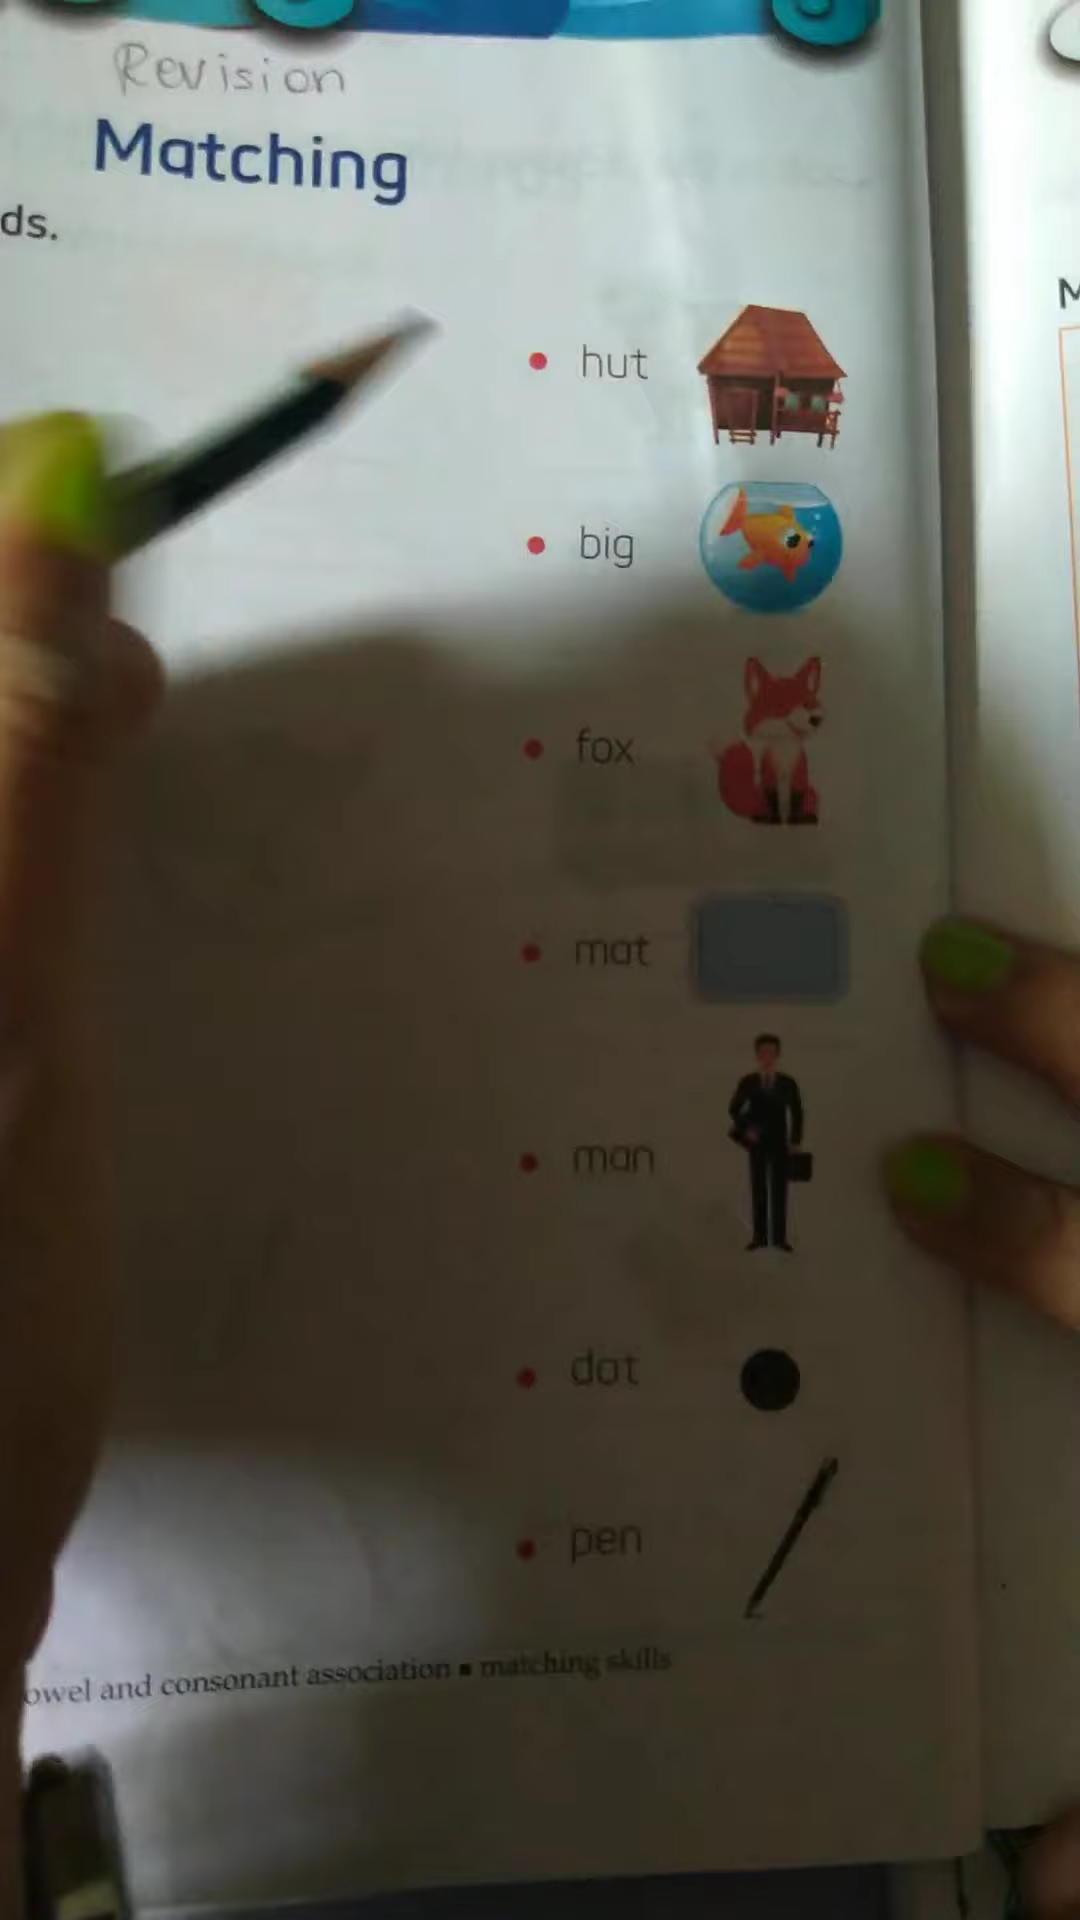 Revision
Matching
ds.
hut
big
fox
mat
man
dot
pen
owel and consonant association ▪ matching skills
M